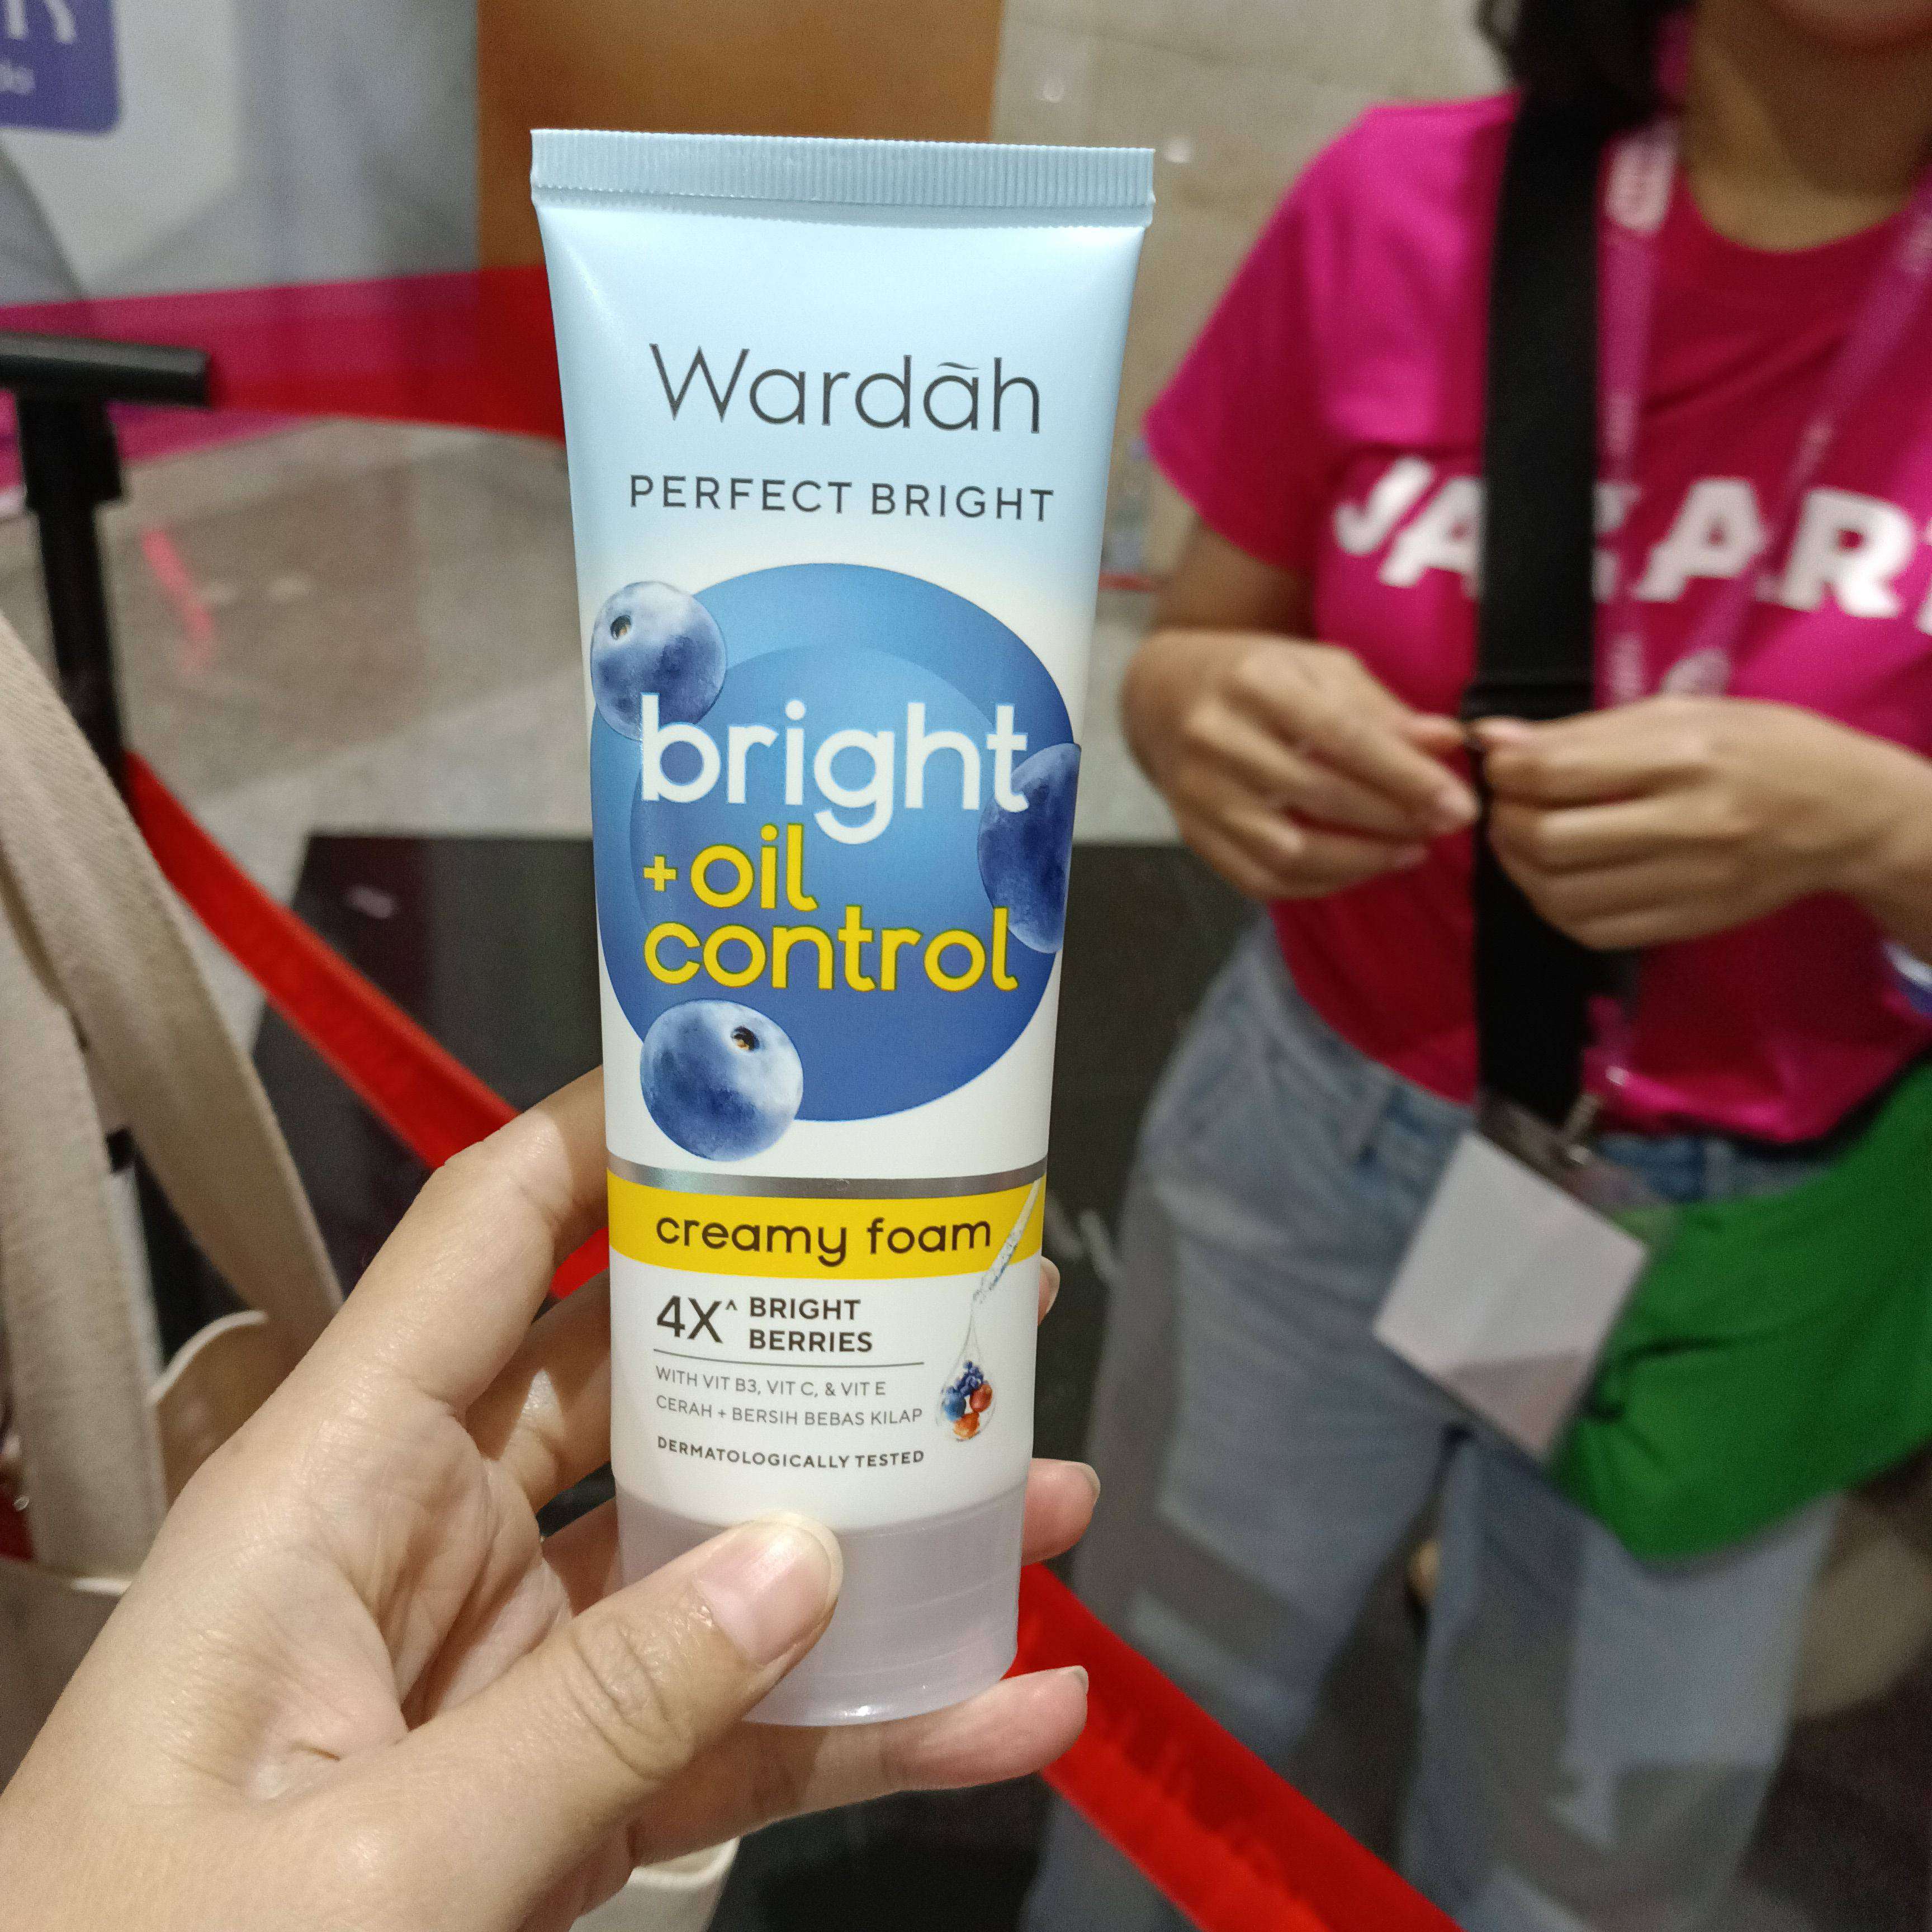 Wardãh
PERFECT BRIGHT
bright
+oil
control
creamy foam
4X^ BRIGHT
BERRIES
WITH VIT B3, VIT C, & VIT E
CERAH + BERSIH BEBAS KILAP
DERMATOLOGICALLY TESTED